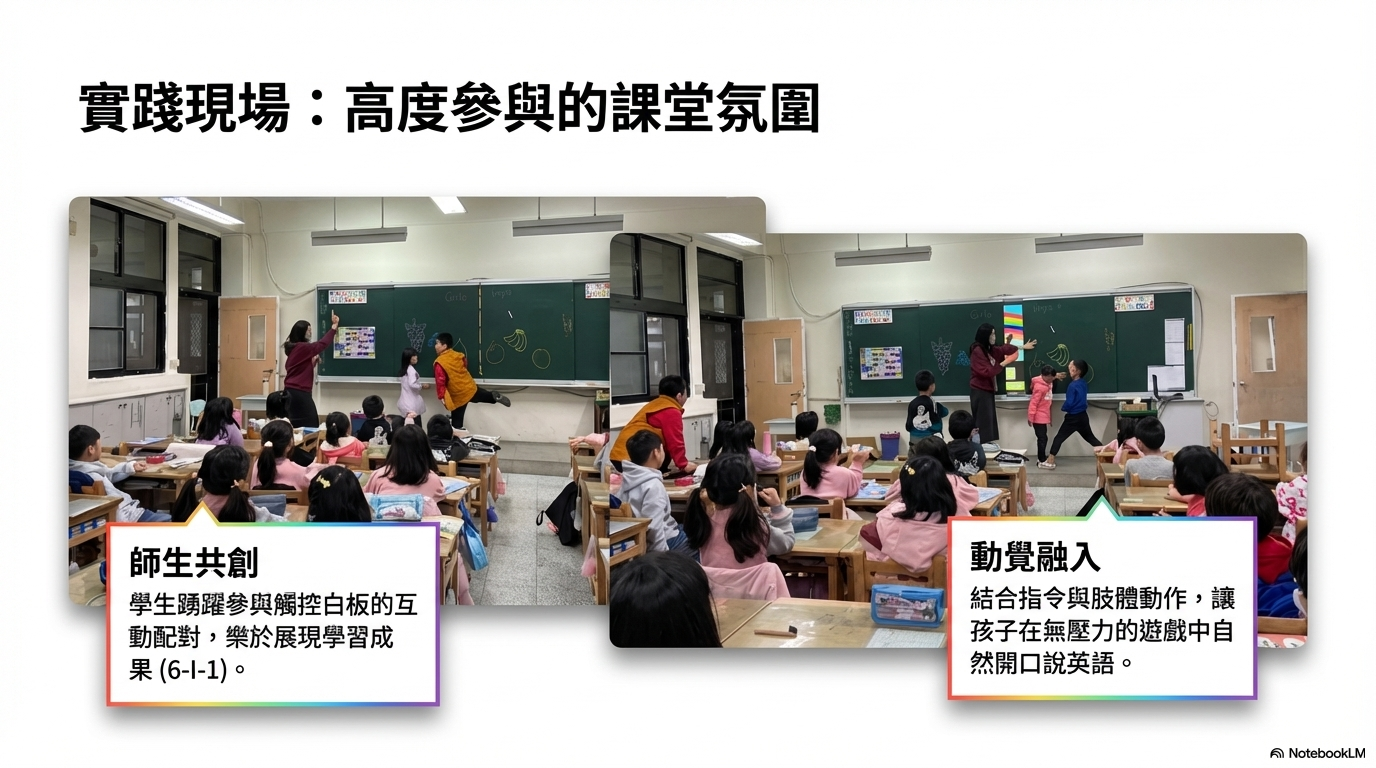 實踐現場：高度參與的課堂氛圍
Girls
Boys
師生共創
學生踴躍參與觸控白板的互
動配對，樂於展現學習成
果 (6-I-1)。
動覺融入
結合指令與肢體動作，讓
孩子在無壓力的遊戲中自
然開口說英語。
NotebookLM